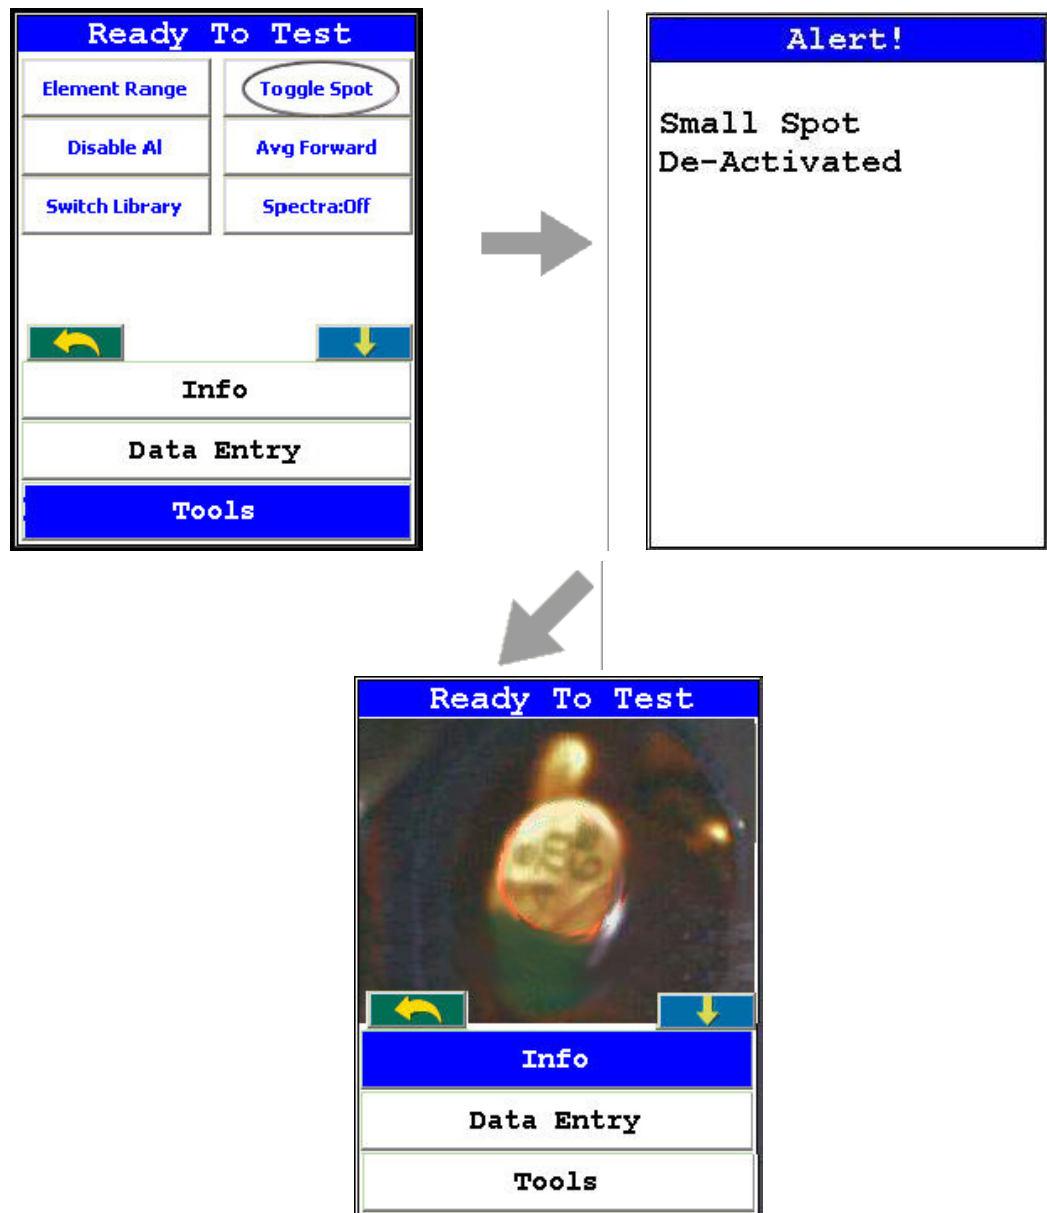 Ready To Test
Element Range
Toggle Spot
Disable Al
Avg Forward
Switch Library
Spectra:Off
Info
Data Entry
Tools
Alert!
Small Spot
De-Activated
Ready To Test
Info
Data Entry
Tools